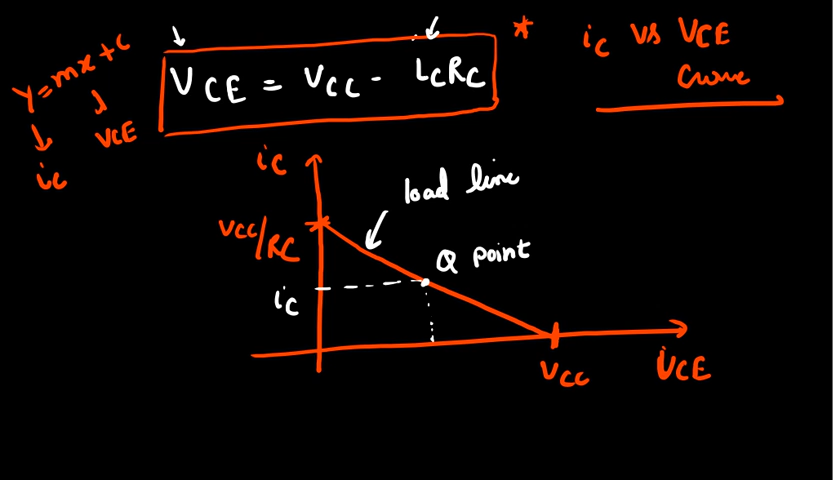 y=mx+c
VCE
ic
VCE = VCC - icRC
*
ic vs VCE
Curve
ic
load line
VCC/RC
Q point
ic
VCC
VCE